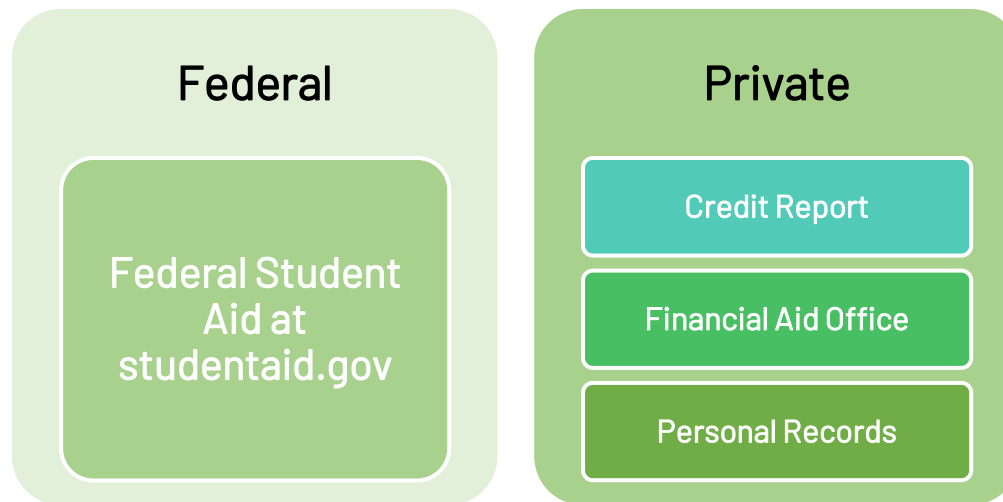 Federal
Federal Student
Aid at
studentaid.gov
Private
Credit Report
Financial Aid Office
Personal Records